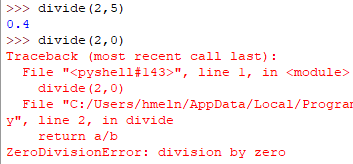 >>> divide(2,5)
0.4
>>> divide(2,0)
Traceback (most recent call last):
  File "<pyshell#143>", line 1, in <module>
    divide(2,0)
  File "C:/Users/hmeln/AppData/Local/Program
y", line 2, in divide
    return a/b
ZeroDivisionError: division by zero